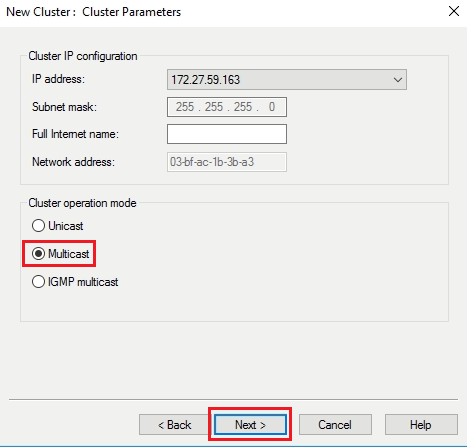 New Cluster : Cluster Parameters
Cluster IP configuration
IP address: 172.27.59.163
Subnet mask: 255 . 255 . 255 . 0
Full Internet name:
Network address: 03-bf-ac-1b-3b-a3
Cluster operation mode
Unicast
Multicast
IGMP multicast
< Back Next > Cancel Help